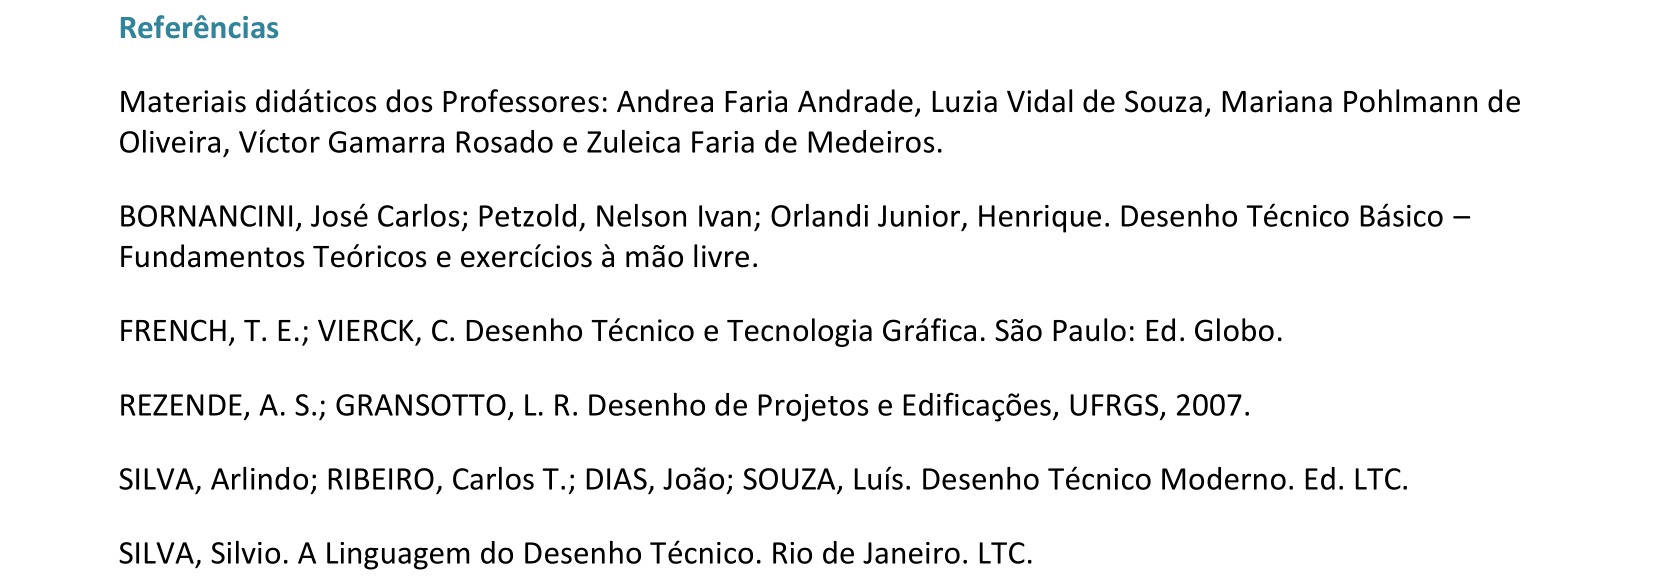 Referências
Materiais didáticos dos Professores: Andrea Faria Andrade, Luzia Vidal de Souza, Mariana Pohlmann de
Oliveira, Víctor Gamarra Rosado e Zuleica Faria de Medeiros.
BORNANCINI, José Carlos; Petzold, Nelson Ivan; Orlandi Junior, Henrique. Desenho Técnico Básico –
Fundamentos Teóricos e exercícios à mão livre.
FRENCH, T. E.; VIERCK, C. Desenho Técnico e Tecnologia Gráfica. São Paulo: Ed. Globo.
REZENDE, A. S.; GRANSOTTO, L. R. Desenho de Projetos e Edificações, UFRGS, 2007.
SILVA, Arlindo; RIBEIRO, Carlos T.; DIAS, João; SOUZA, Luís. Desenho Técnico Moderno. Ed. LTC.
SILVA, Silvio. A Linguagem do Desenho Técnico. Rio de Janeiro. LTC.